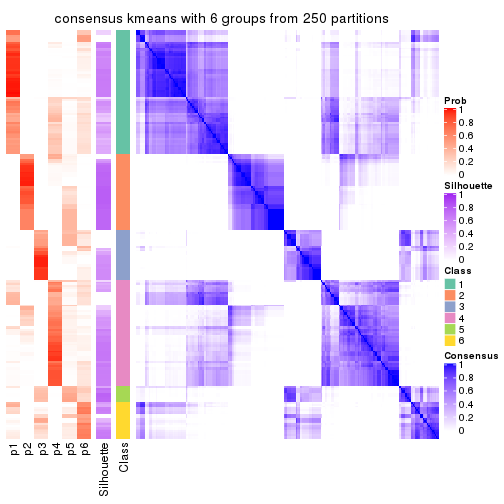 consensus kmeans with 6 groups from 250 partitions
Prob
1
0.8
0.6
0.4
0.2
0
Silhouette
1
0.8
0.6
0.4
0.2
0
Class
1
2
3
4
5
6
Consensus
1
0.8
0.6
0.4
0.2
0
p1
p2
p3
p4
p5
p6
Silhouette
Class